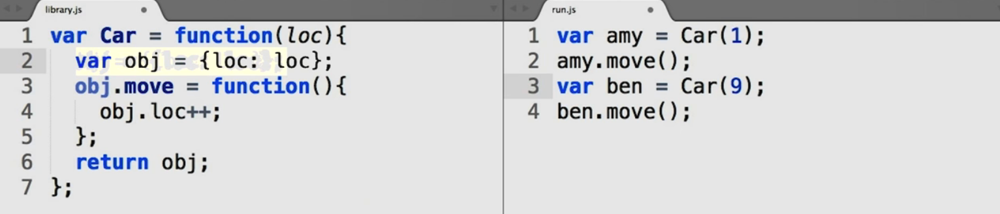 library.js
1 var Car = function(loc){
2   var obj = {loc: loc};
3   obj.move = function(){
4     obj.loc++;
5   };
6   return obj;
7 };
run.js
1 var amy = Car(1);
2 amy.move();
3 var ben = Car(9);
4 ben.move();